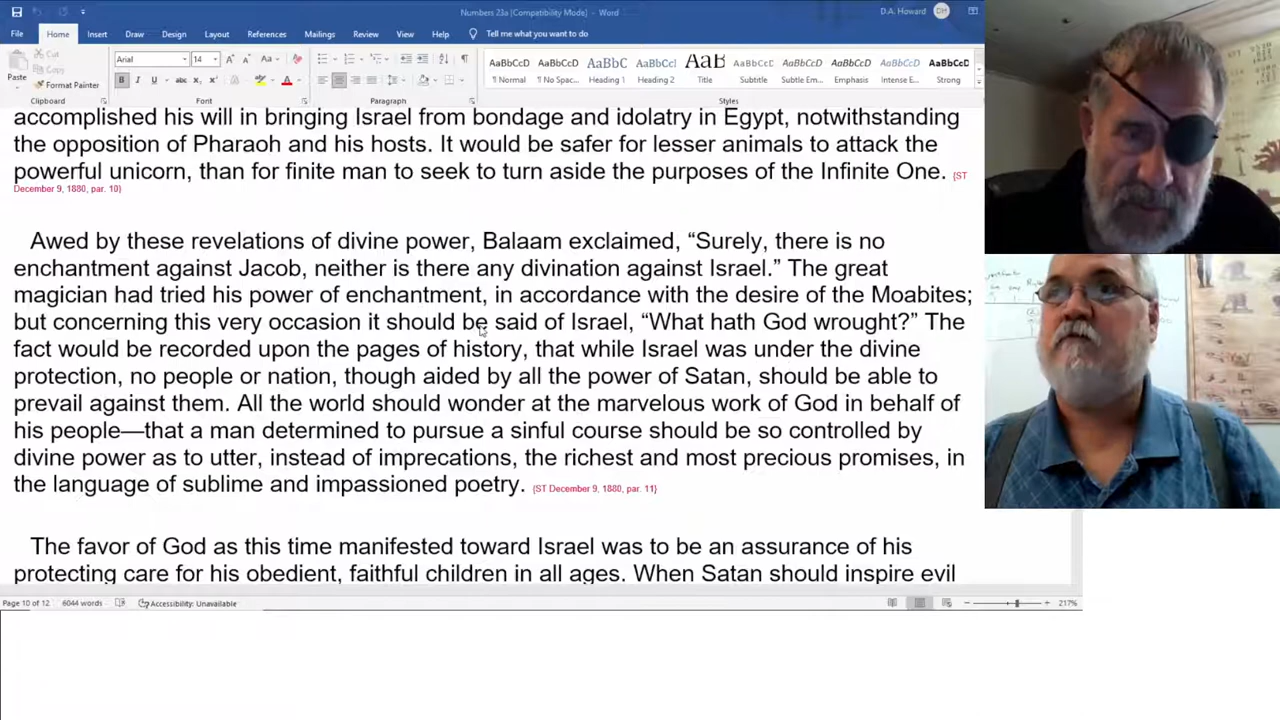 Numbers 23a (Compatibility Mode) - Word
D.A. Howard
DH
File Home Insert Draw Design Layout References Mailings Review View Help Tell me what you want to do
Paste
Cut
Copy
Format Painter
Clipboard
Arial
14
Font
Paragraph
AaBbCcD AaBbCcD AaBbC AaBbCcD AaB AaBbCcD AaBbCcD AaBbCcD AaBbCcD AaBbCcD
¶ Normal ¶ No Spac... Heading 1 Heading 2 Title Subtitle Subtle Em... Emphasis Intense E... Strong
Styles
accomplished his will in bringing Israel from bondage and idolatry in Egypt, notwithstanding
the opposition of Pharaoh and his hosts. It would be safer for lesser animals to attack the
powerful unicorn, than for finite man to seek to turn aside the purposes of the Infinite One. {ST
December 9, 1880, par. 10}
Awed by these revelations of divine power, Balaam exclaimed, “Surely, there is no
enchantment against Jacob, neither is there any divination against Israel.” The great
magician had tried his power of enchantment, in accordance with the desire of the Moabites;
but concerning this very occasion it should be said of Israel, “What hath God wrought?” The
fact would be recorded upon the pages of history, that while Israel was under the divine
protection, no people or nation, though aided by all the power of Satan, should be able to
prevail against them. All the world should wonder at the marvelous work of God in behalf of
his people—that a man determined to pursue a sinful course should be so controlled by
divine power as to utter, instead of imprecations, the richest and most precious promises, in
the language of sublime and impassioned poetry. {ST December 9, 1880, par. 11}
The favor of God as this time manifested toward Israel was to be an assurance of his
protecting care for his obedient, faithful children in all ages. When Satan should inspire evil
Page 10 of 12 6044 words Accessibility: Unavailable
217%